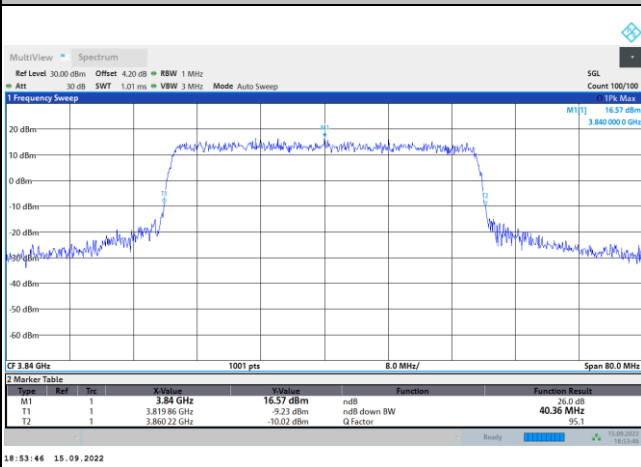 MultiView Spectrum
Ref Level 30.00 dBm Offset 4.20 dB RBW 1 MHz SGL
Att 30 dB SWT 1.01 ms VBW 3 MHz Mode Auto Sweep Count 100/100
1 Frequency Sweep 1Pk Max
M1[1] 16.57 dBm
3.840 000 0 GHz
M1
20 dBm
10 dBm
0 dBm
T1 T2
-10 dBm
-20 dBm
-30 dBm
-40 dBm
-50 dBm
-60 dBm
CF 3.84 GHz 1001 pts 8.0 MHz/ Span 80.0 MHz
2 Marker Table
Type Ref Trc X-Value Y-Value Function Function Result
M1 1 3.84 GHz 16.57 dBm ndB 26.0 dB
T1 1 3.819 86 GHz -9.23 dBm ndB down BW 40.36 MHz
T2 1 3.860 22 GHz -10.02 dBm Q Factor 95.1
Ready 15.09.2022
18:53:46
18:53:46 15.09.2022